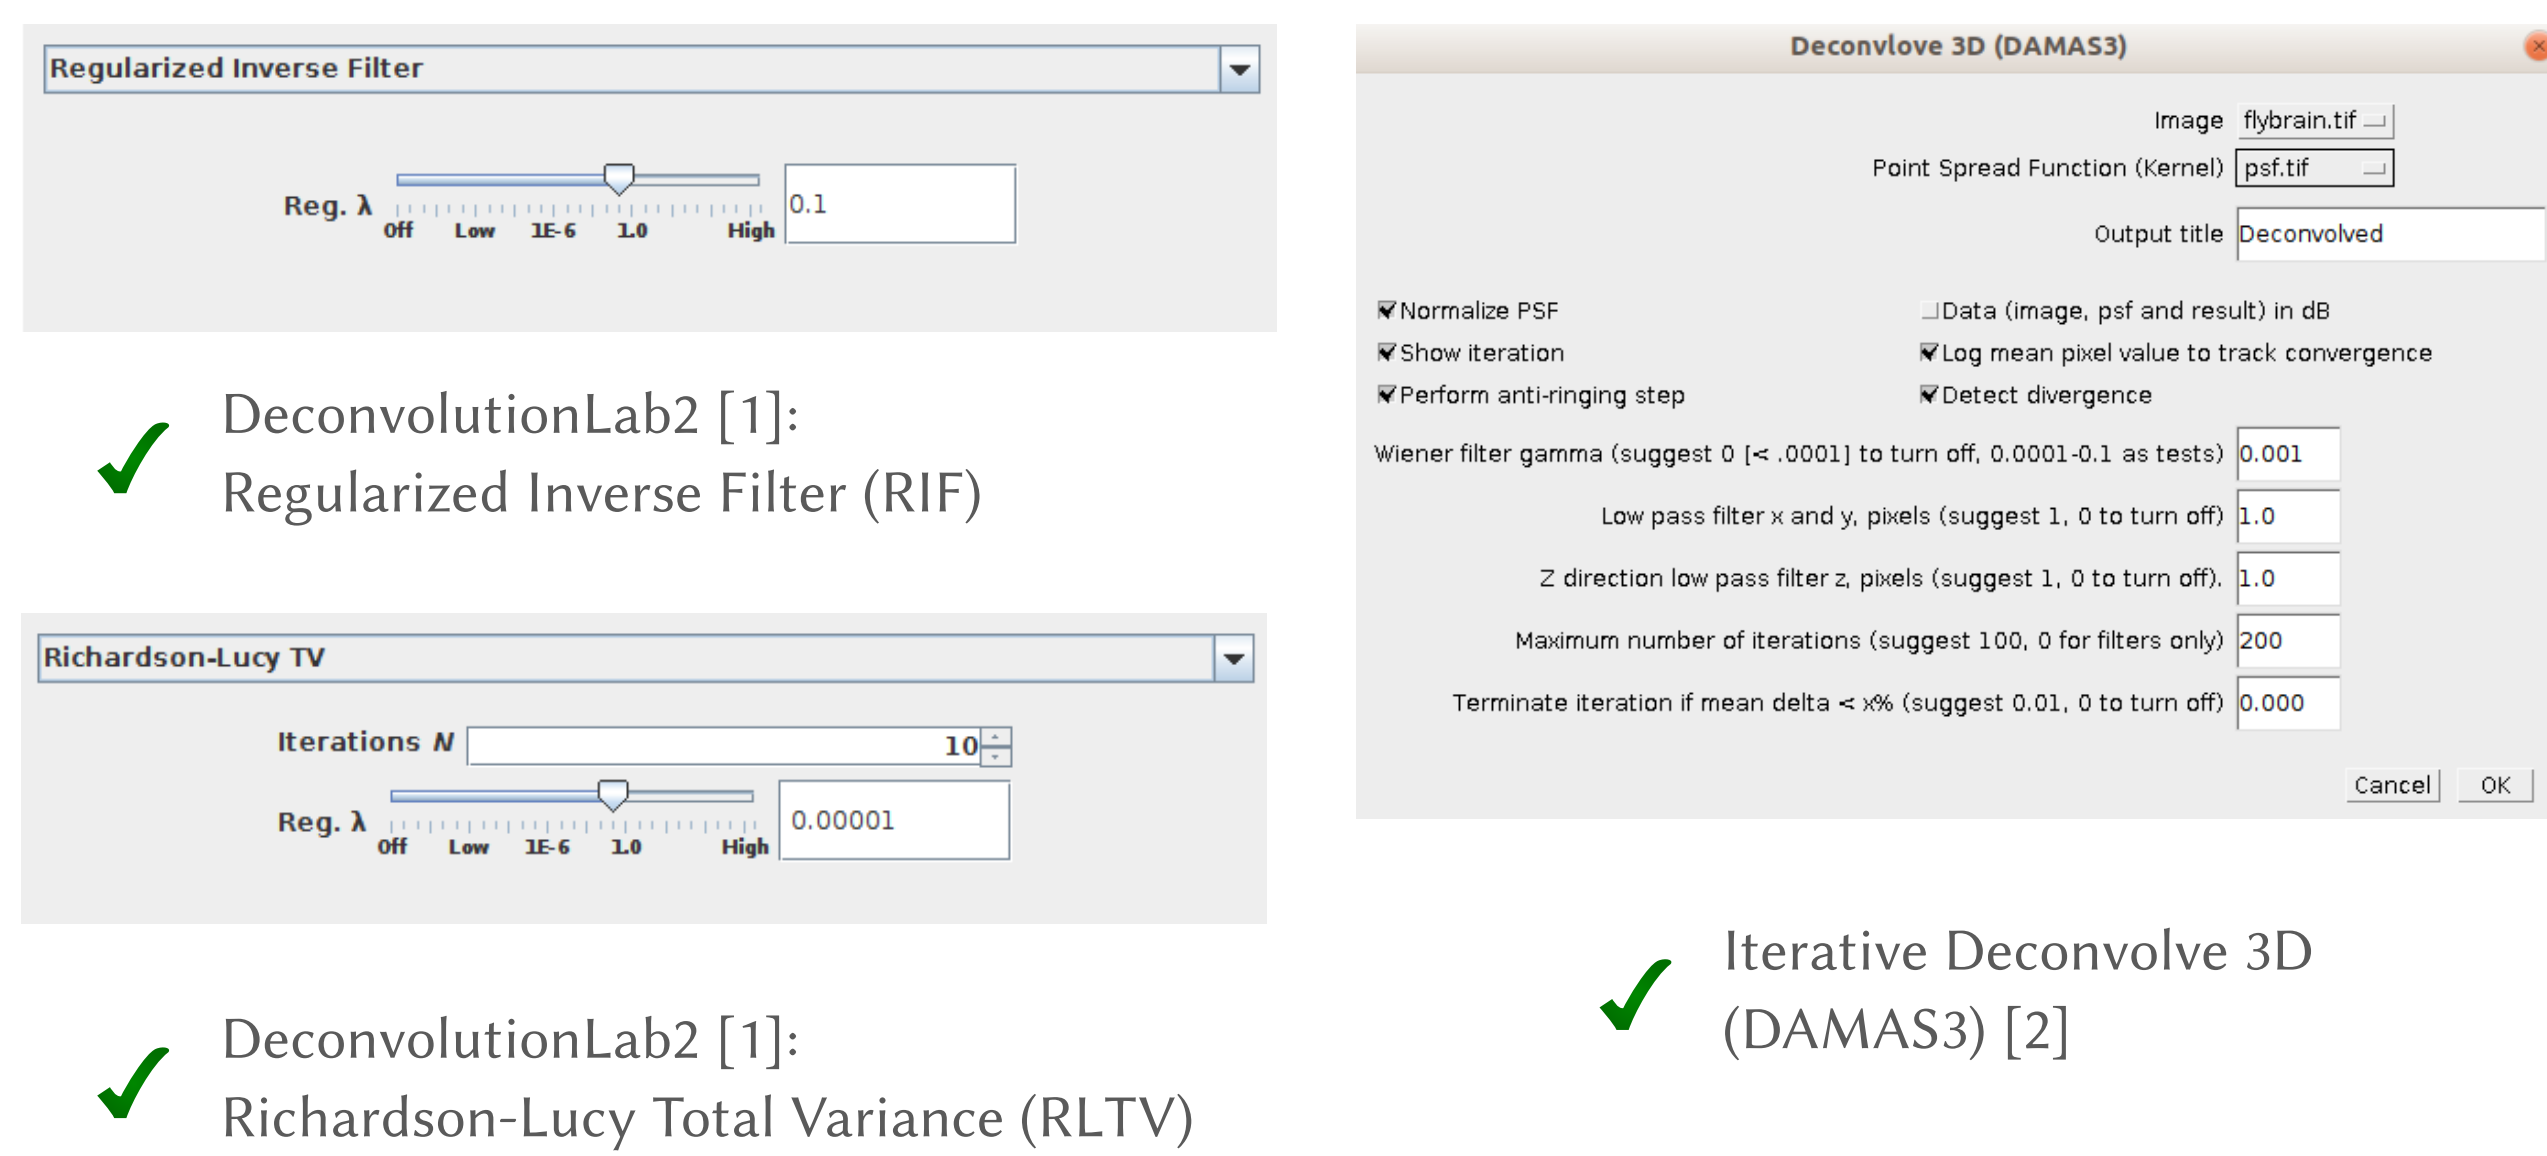 Regularized Inverse Filter
Reg. λ
0.1
Off Low 1E-6 1.0 High
DeconvolutionLab2 [1]:
Regularized Inverse Filter (RIF)
Richardson-Lucy TV
Iterations N 10
Reg. λ
0.00001
Off Low 1E-6 1.0 High
DeconvolutionLab2 [1]:
Richardson-Lucy Total Variance (RLTV)
Deconvlove 3D (DAMAS3)
Image flybrain.tif
Point Spread Function (Kernel) psf.tif
Output title Deconvolved
Normalize PSF Data (image, psf and result) in dB
Show iteration Log mean pixel value to track convergence
Perform anti-ringing step Detect divergence
Wiener filter gamma (suggest 0 [< .0001] to turn off, 0.0001-0.1 as tests) 0.001
Low pass filter x and y, pixels (suggest 1, 0 to turn off) 1.0
Z direction low pass filter z, pixels (suggest 1, 0 to turn off). 1.0
Maximum number of iterations (suggest 100, 0 for filters only) 200
Terminate iteration if mean delta < x% (suggest 0.01, 0 to turn off) 0.000
Cancel OK
Iterative Deconvolve 3D
(DAMAS3) [2]